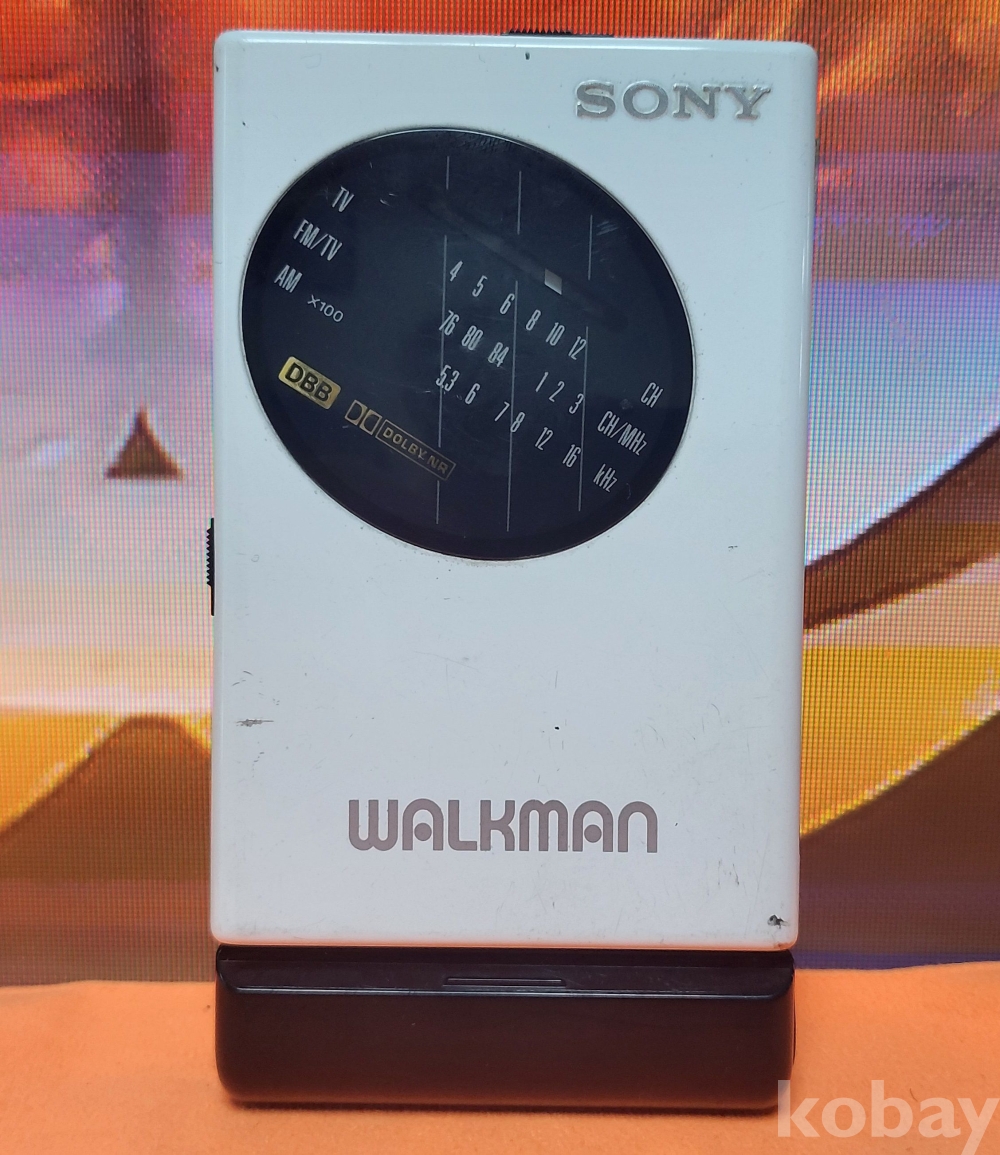 SONY
TV
FM/TV
AM ×100
4 5 6 8 10 12 CH
76 80 84 1 2 3 CH/MHz
5.3 6 7 8 12 16 kHz
DBB
DOLBY NR
WALKMAN
kobay